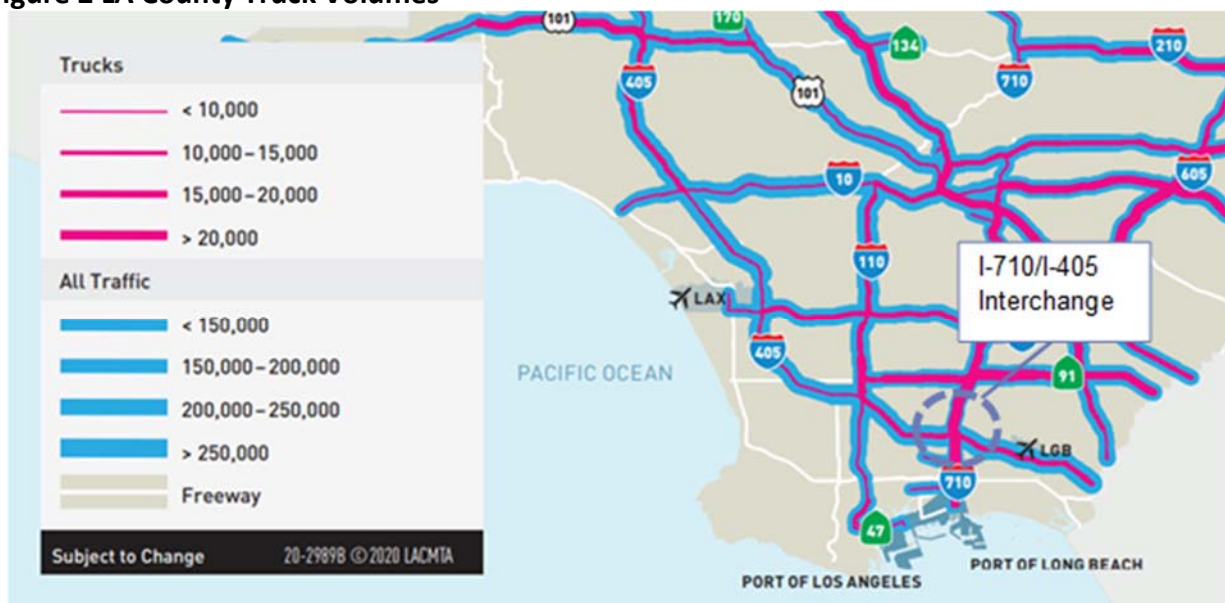 Figure 2 LA County Truck Volumes
Trucks
< 10,000
10,000–15,000
15,000–20,000
> 20,000
All Traffic
< 150,000
150,000–200,000
200,000–250,000
> 250,000
Freeway
Subject to Change 20-2989B © 2020 LACMTA
101
170
134
210
405
710
101
10
605
110
I-710/I-405
Interchange
LAX
405
91
PACIFIC OCEAN
LGB
710
47
PORT OF LOS ANGELES
PORT OF LONG BEACH